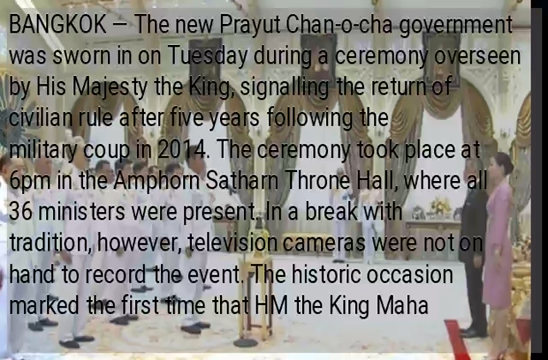 BANGKOK — The new Prayut Chan-o-cha government
was sworn in on Tuesday during a ceremony overseen
by His Majesty the King, signalling the return of
civilian rule after five years following the
military coup in 2014. The ceremony took place at
6pm in the Amphorn Satharn Throne Hall, where all
36 ministers were present. In a break with
tradition, however, television cameras were not on
hand to record the event. The historic occasion
marked the first time that HM the King Maha